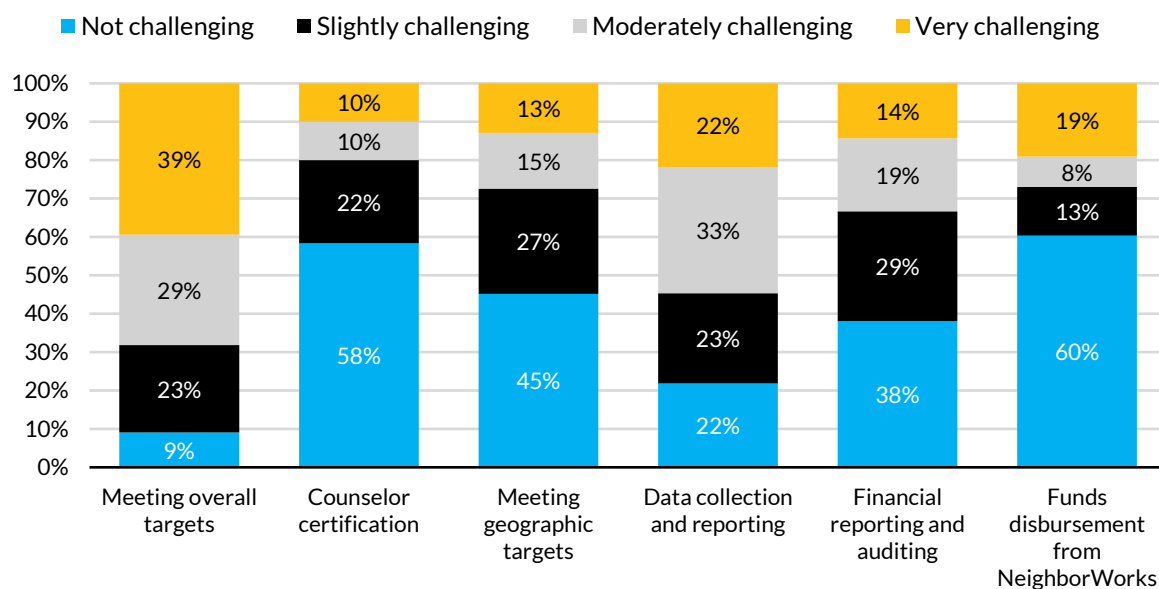 Not challenging Slightly challenging Moderately challenging Very challenging
100%
90%
80%
70%
60%
50%
40%
30%
20%
10%
0%
39%
29%
23%
9%
10%
10%
22%
58%
13%
15%
27%
45%
22%
33%
23%
22%
14%
19%
29%
38%
19%
8%
13%
60%
Meeting overall
targets
Counselor
certification
Meeting
geographic
targets
Data collection
and reporting
Financial
reporting and
auditing
Funds
disbursement
from
NeighborWorks